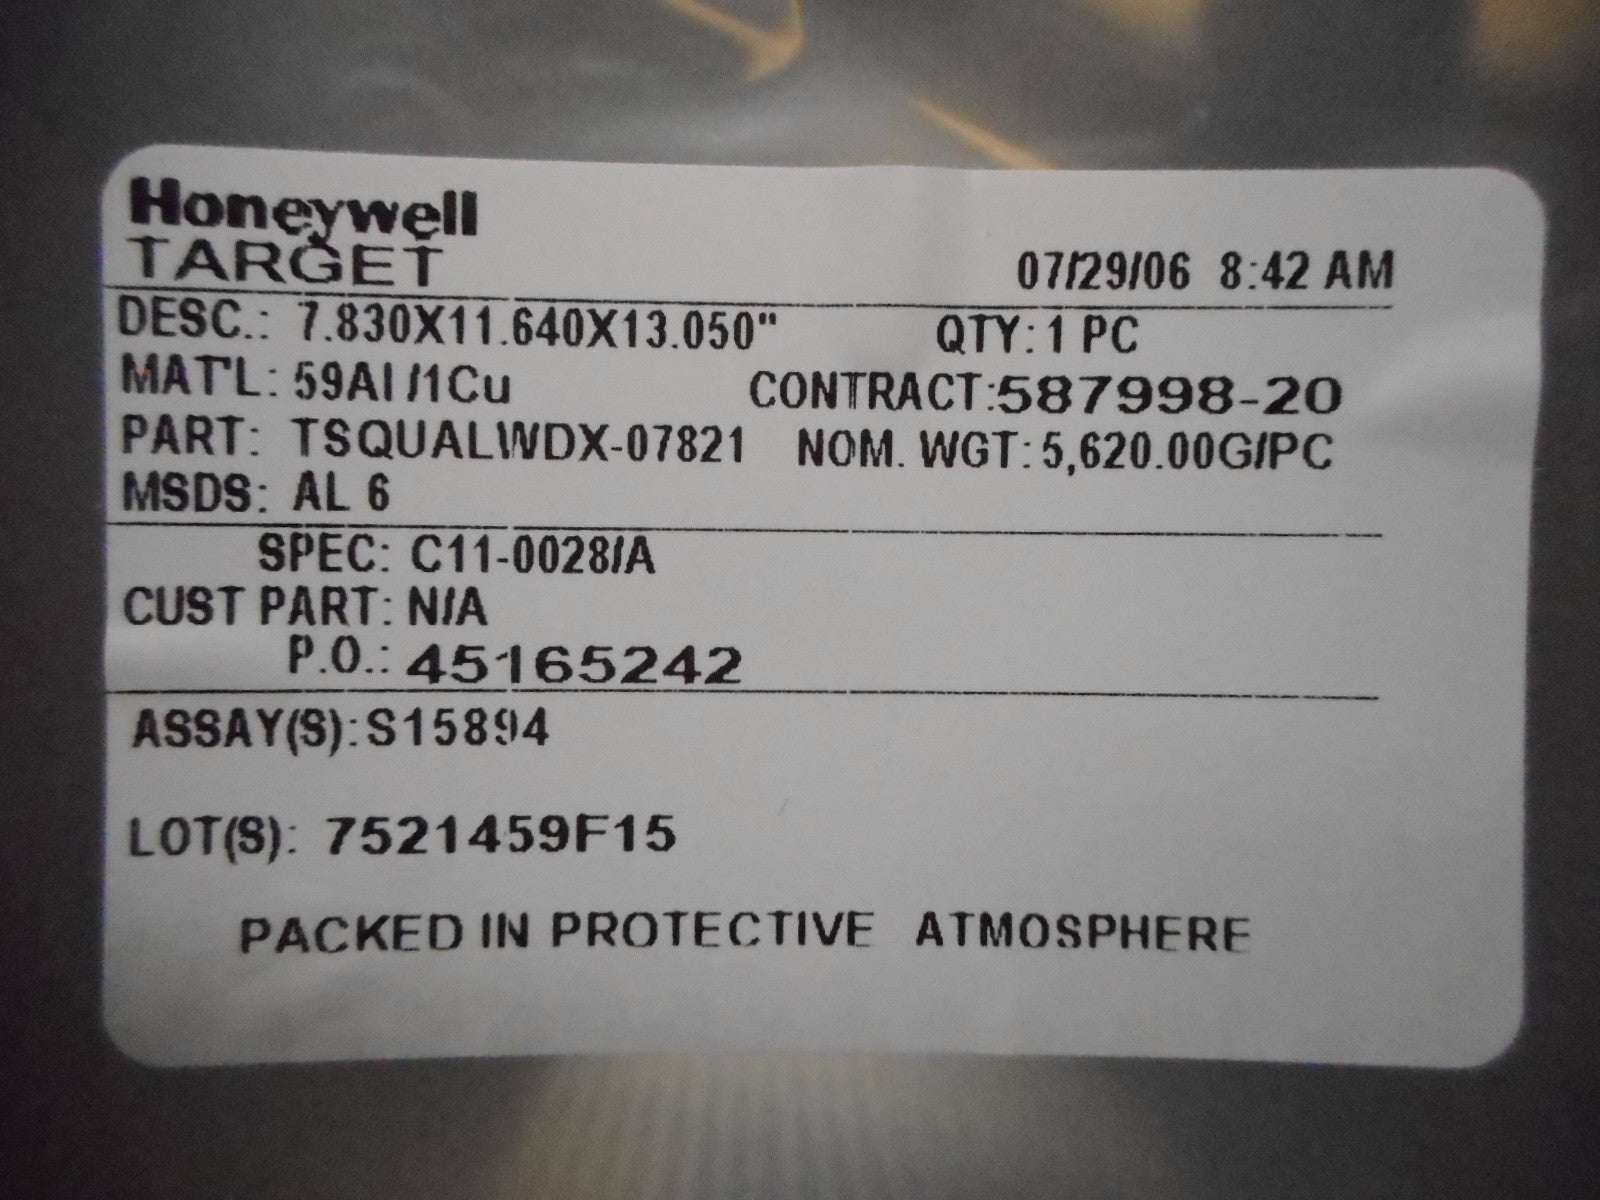 Honeywell
TARGET
07/29/06 8:42 AM
DESC.: 7.830X11.640X13.050" QTY: 1 PC
MAT'L: 59Al /1Cu CONTRACT:587998-20
PART: TSQUALWDX-07821 NOM. WGT: 5,620.00G/PC
MSDS: AL 6
SPEC: C11-0028/A
CUST PART: N/A
P.O.: 45165242
ASSAY(S): S15894
LOT(S): 7521459F15
PACKED IN PROTECTIVE ATMOSPHERE